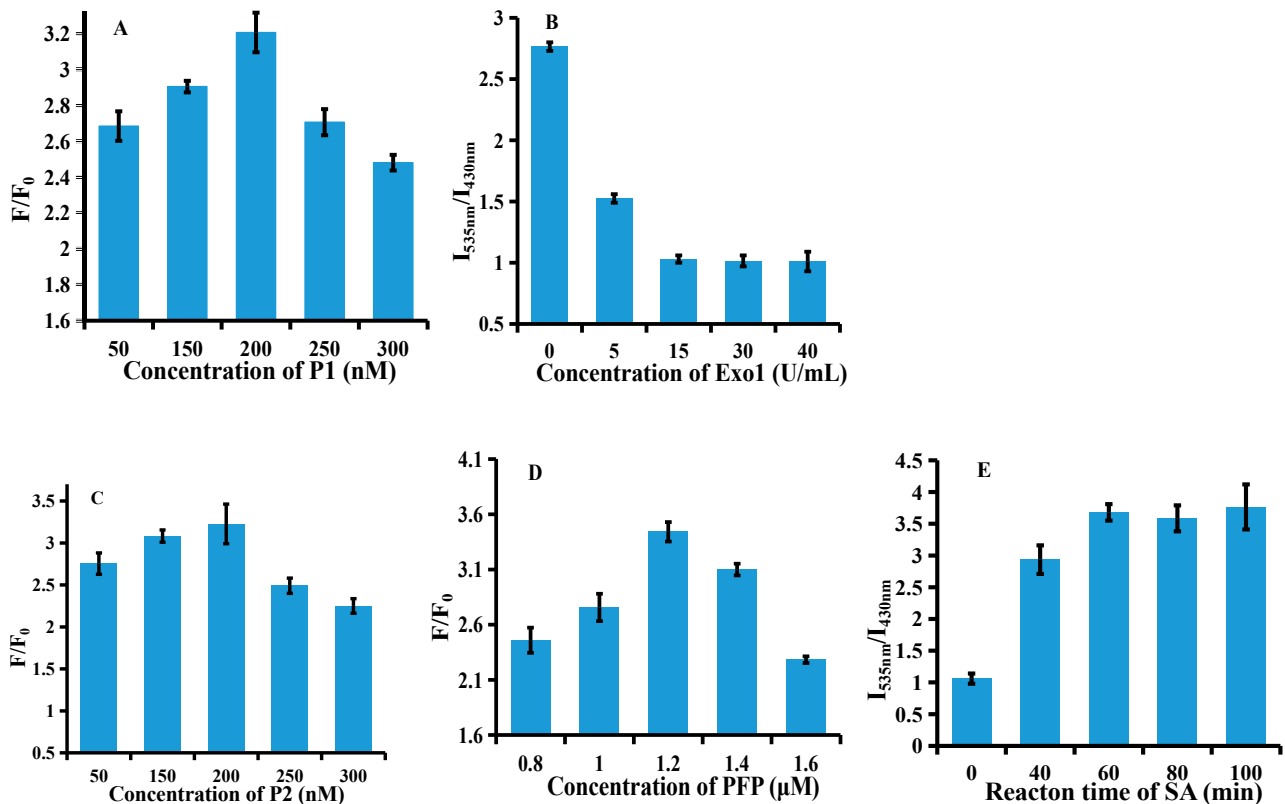 A
F/F0
3.2
3
2.8
2.6
2.4
2.2
2
1.8
1.6
50 150 200 250 300
Concentration of P1 (nM)
B
I535nm/I430nm
3
2.5
2
1.5
1
0.5
0 5 15 30 40
Concentration of Exo1 (U/mL)
C
F/F0
3.5
3
2.5
2
1.5
1
0.5
50 150 200 250 300
Concentration of P2 (nM)
D
F/F0
4.1
3.6
3.1
2.6
2.1
1.6
0.8 1 1.2 1.4 1.6
Concentration of PFP (μM)
E
I535nm/I430nm
4.5
4
3.5
3
2.5
2
1.5
1
0.5
0
0 40 60 80 100
Reacton time of SA (min)